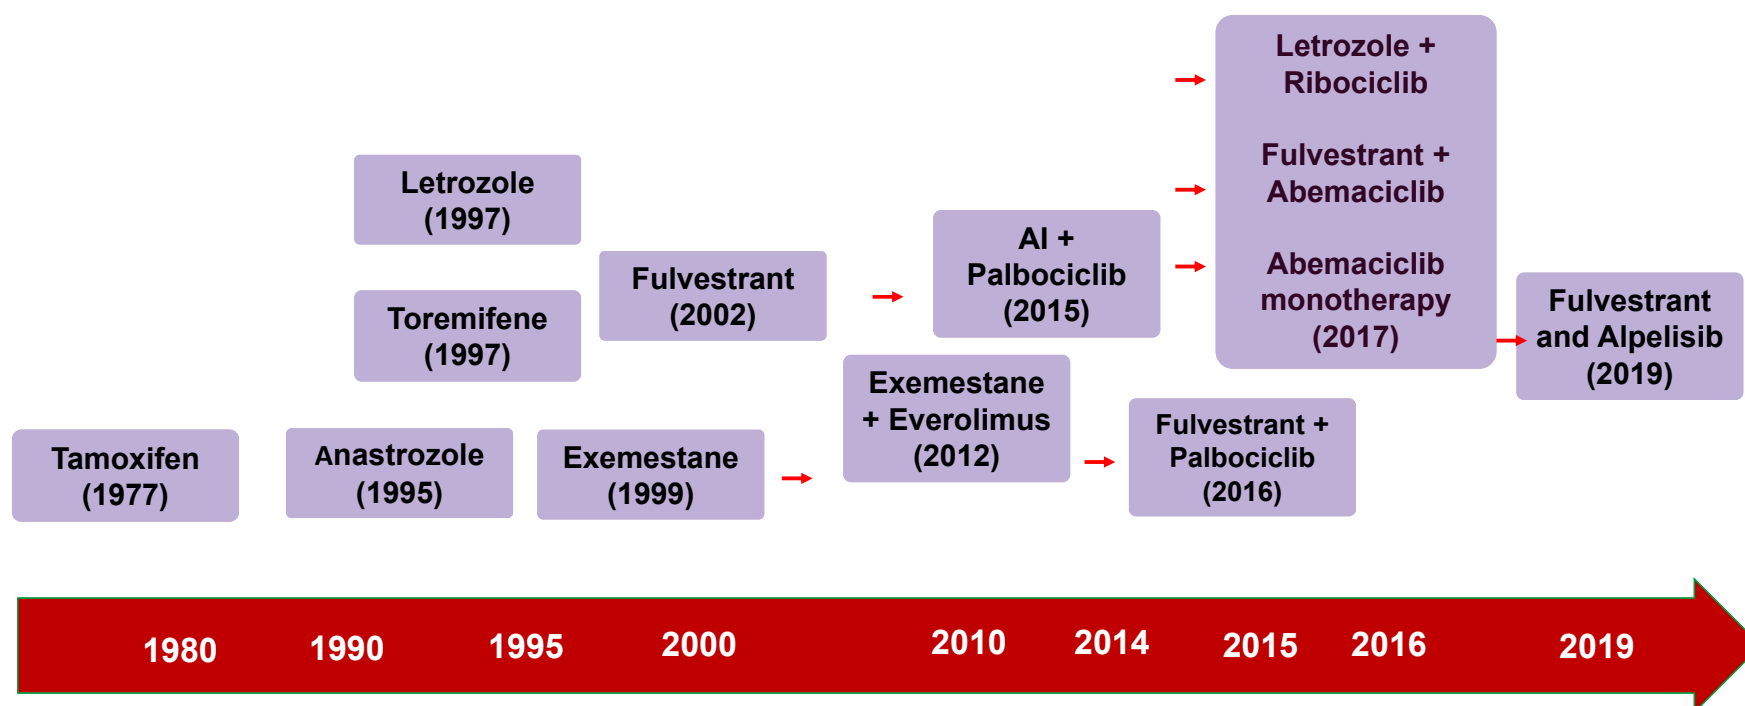 Letrozole +
Ribociclib
Fulvestrant +
Abemaciclib
Abemaciclib
monotherapy
(2017)
Letrozole
(1997)
Toremifene
(1997)
Fulvestrant
(2002)
AI +
Palbociclib
(2015)
Fulvestrant
and Alpelisib
(2019)
Tamoxifen
(1977)
Anastrozole
(1995)
Exemestane
(1999)
Exemestane
+ Everolimus
(2012)
Fulvestrant +
Palbociclib
(2016)
1980
1990
1995
2000
2010
2014
2015
2016
2019